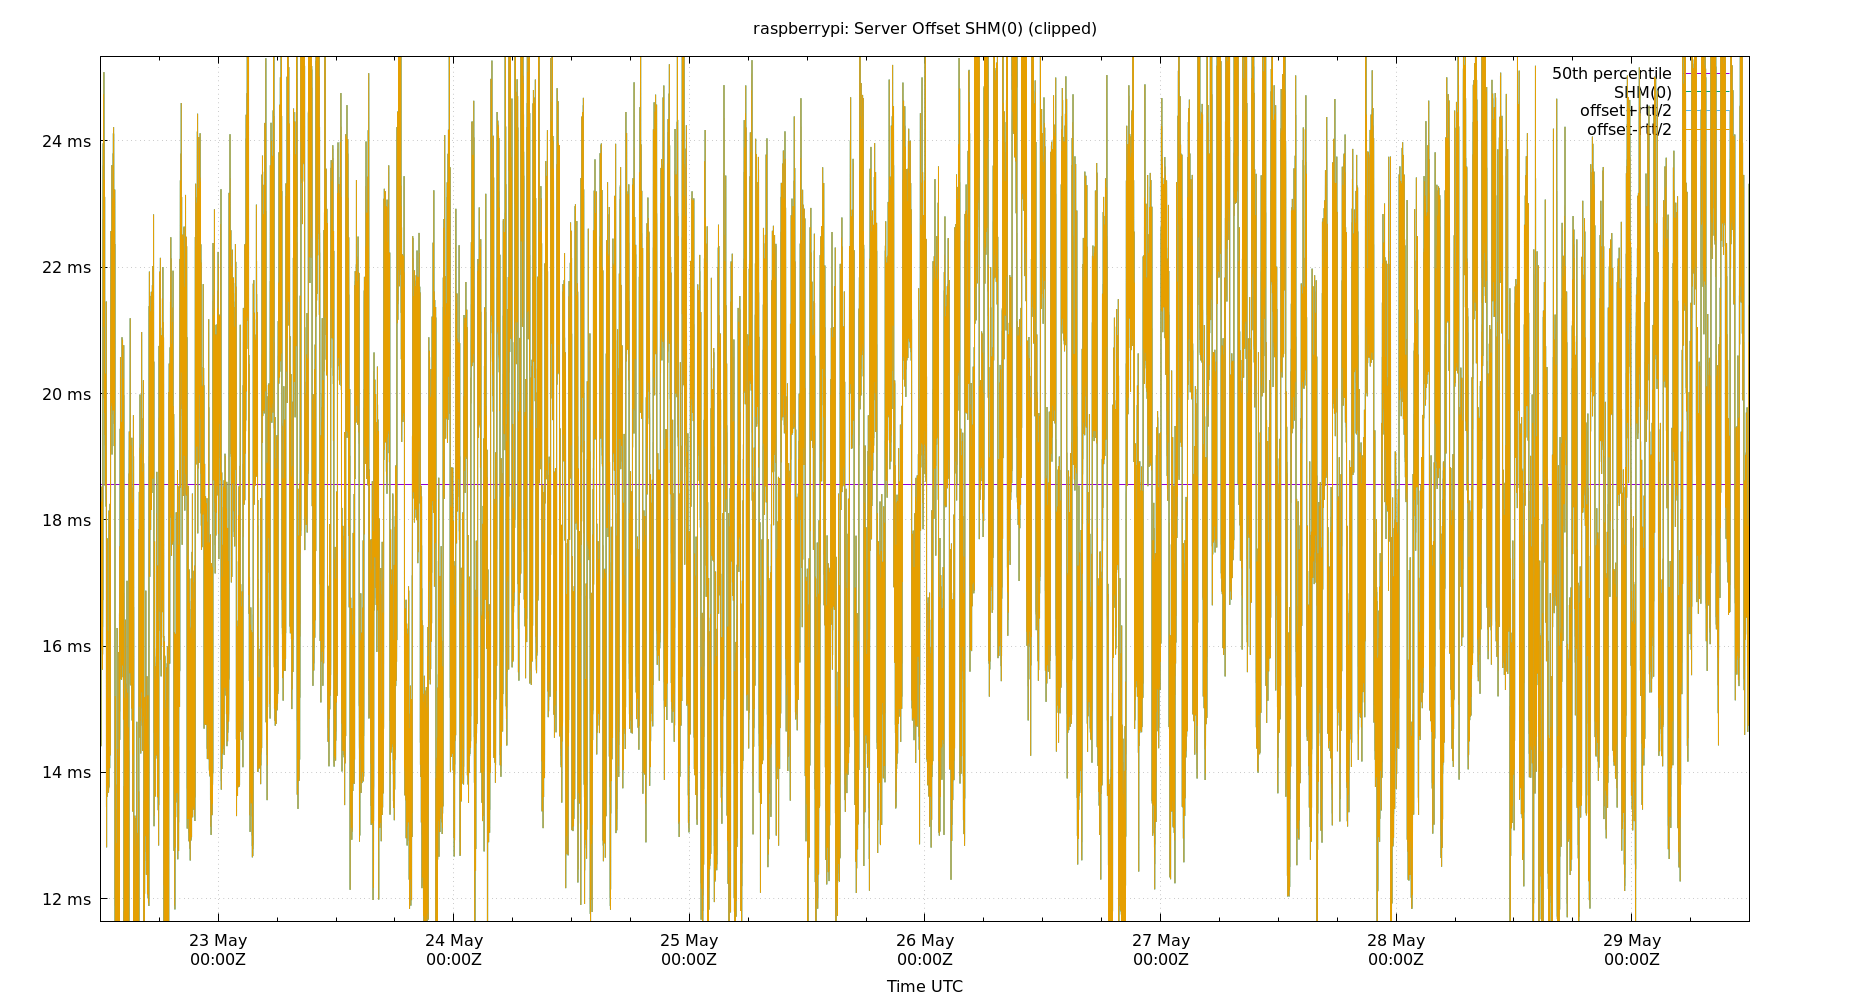 raspberrypi: Server Offset SHM(0) (clipped)
50th percentile
SHM(0)
offset+rtt/2
offset-rtt/2
24 ms
22 ms
20 ms
18 ms
16 ms
14 ms
12 ms
23 May 24 May 25 May 26 May 27 May 28 May 29 May
00:00Z 00:00Z 00:00Z 00:00Z 00:00Z 00:00Z 00:00Z
Time UTC